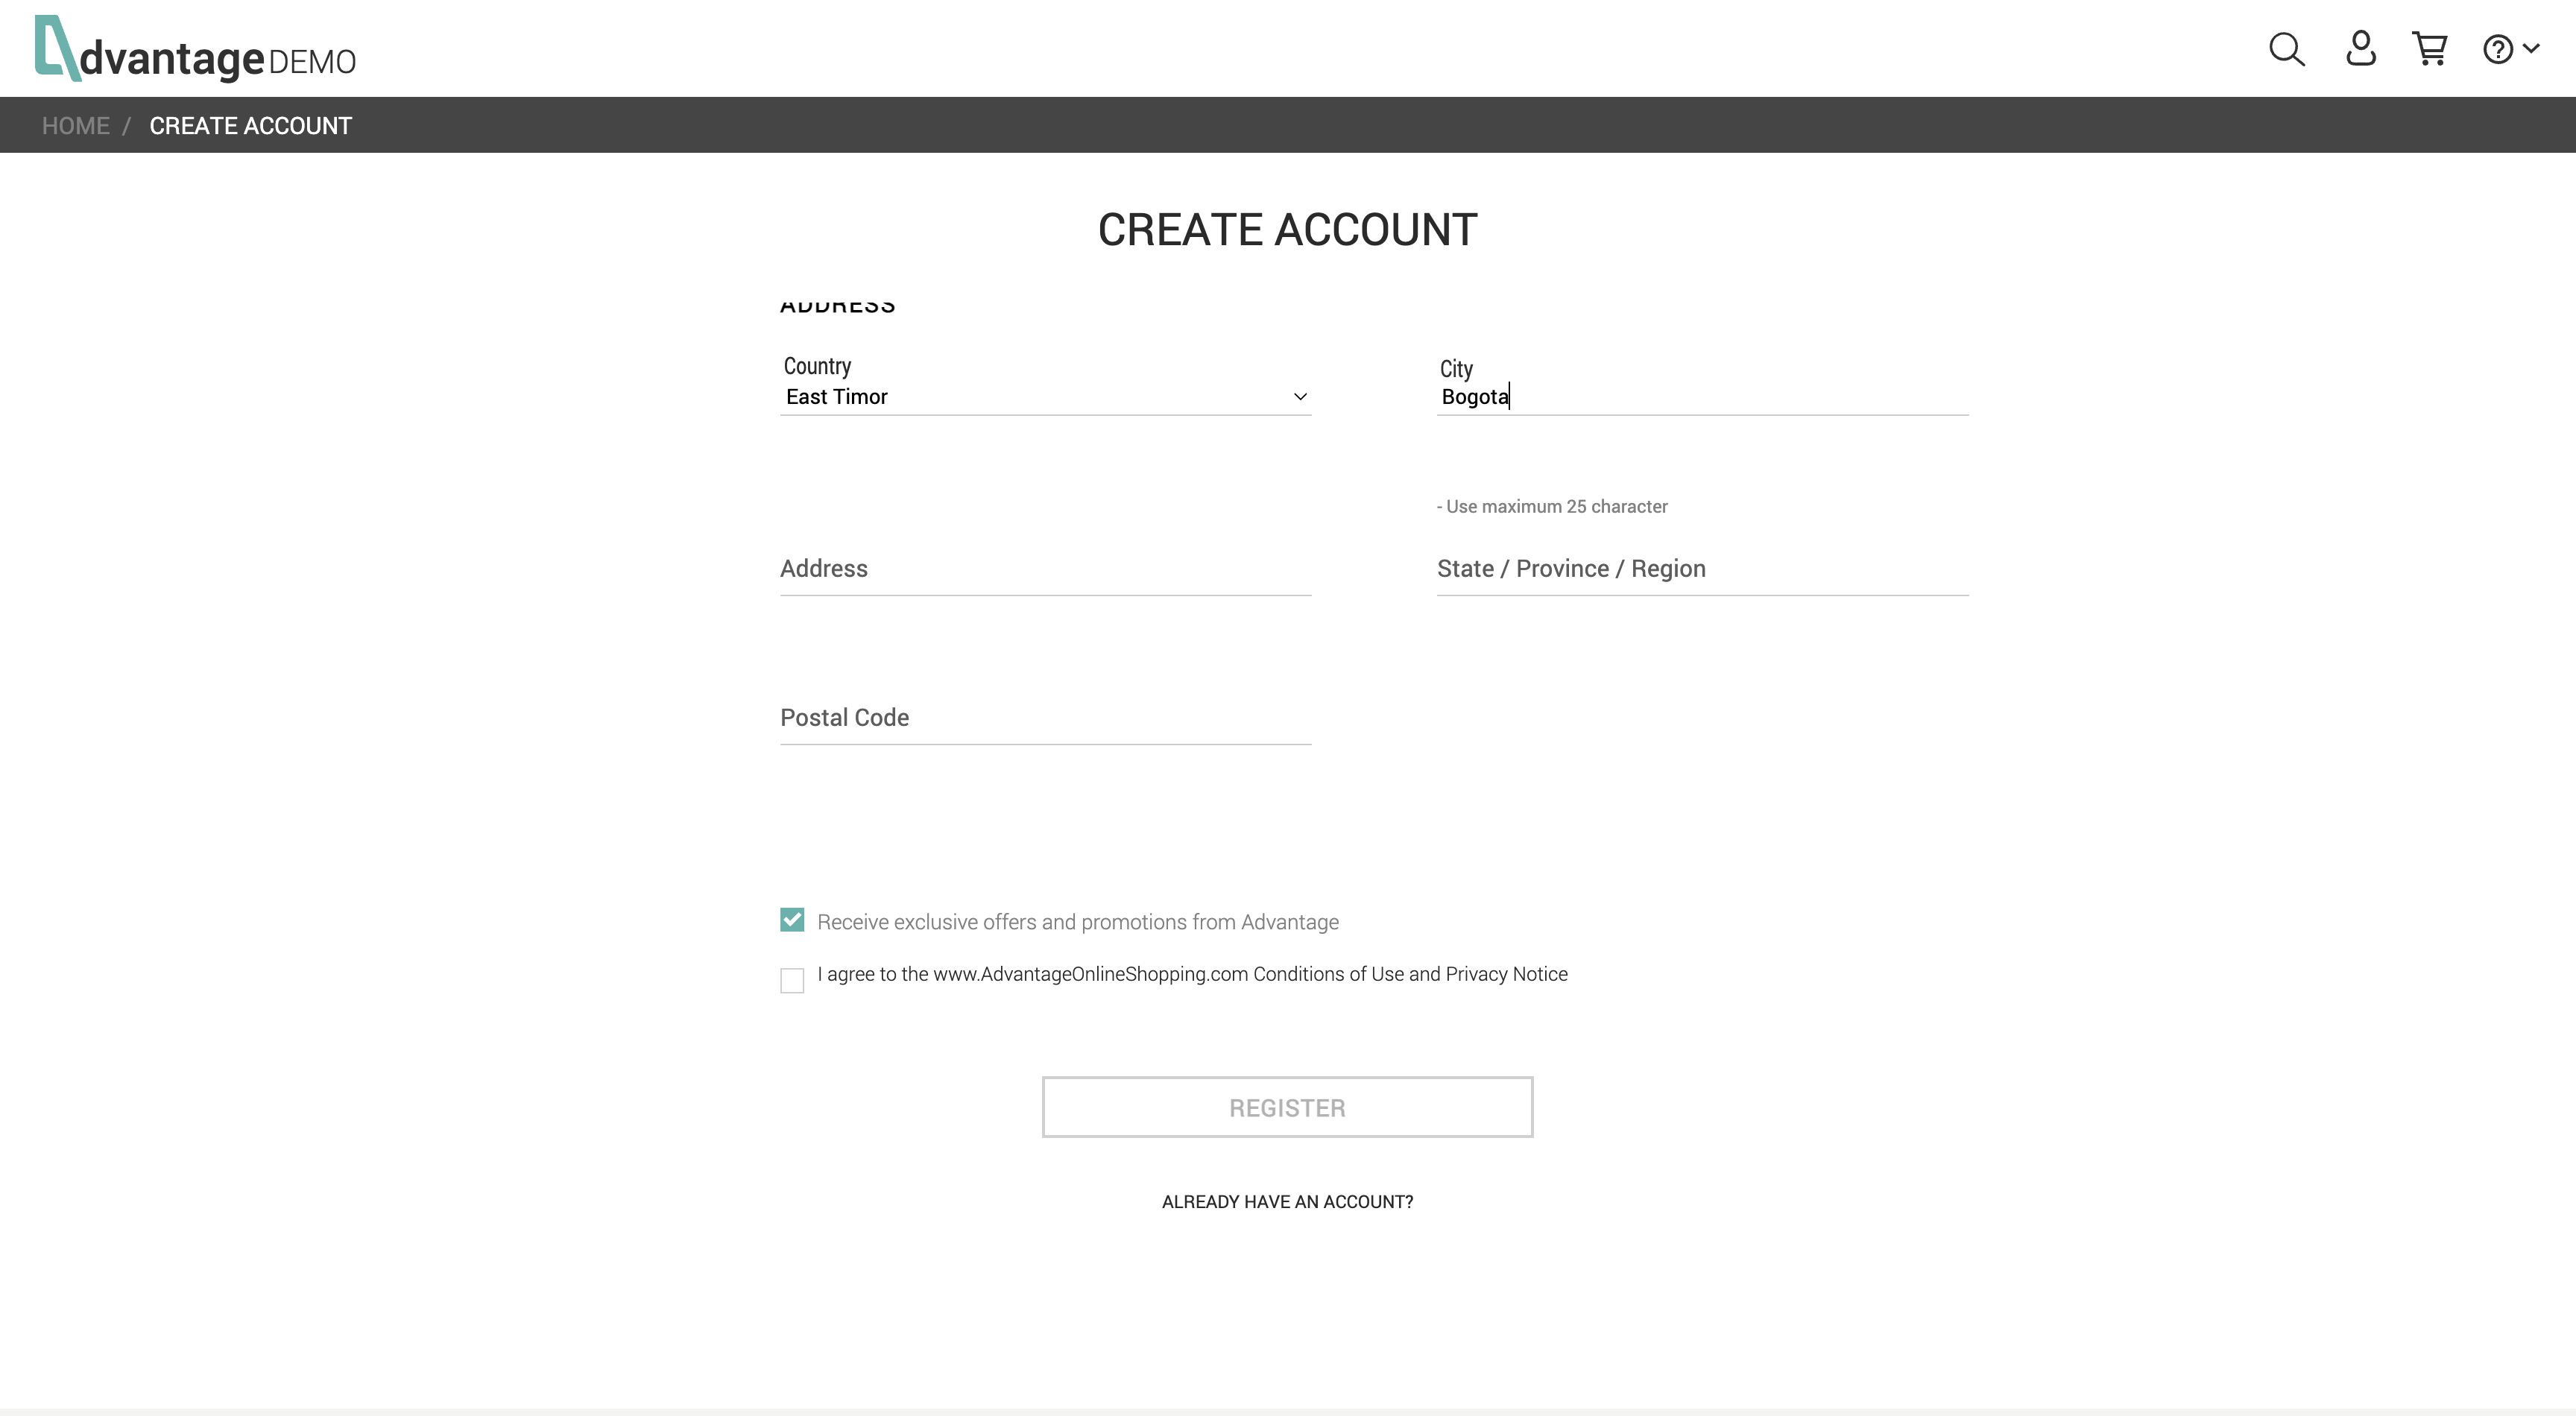 dvantage DEMO
HOME / CREATE ACCOUNT
CREATE ACCOUNT
ADDRESS
Country
East Timor
City
Bogota
- Use maximum 25 character
Address
State / Province / Region
Postal Code
Receive exclusive offers and promotions from Advantage
I agree to the www.AdvantageOnlineShopping.com Conditions of Use and Privacy Notice
REGISTER
ALREADY HAVE AN ACCOUNT?